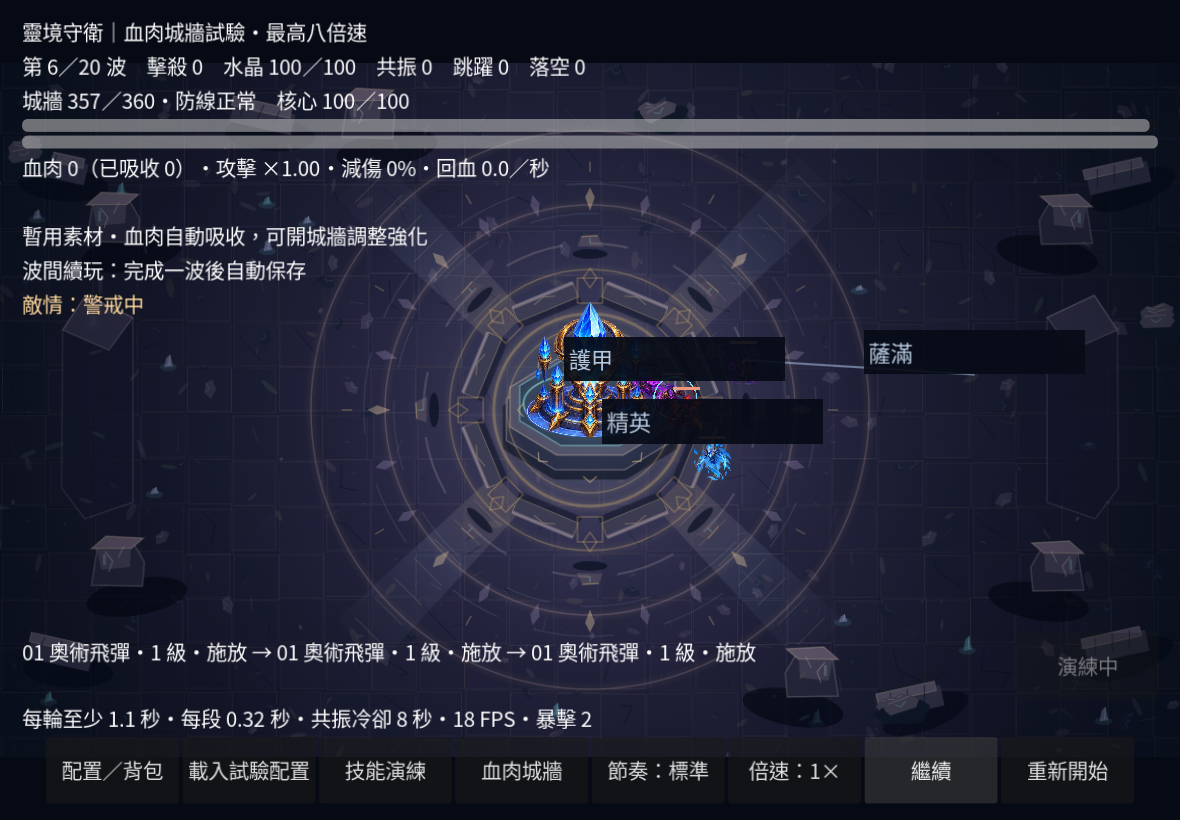 靈境守衛｜血肉城牆試驗・最高八倍速
第 6／20 波　擊殺 0　水晶 100／100　共振 0　跳躍 0　落空 0
城牆 357／360・防線正常　核心 100／100
血肉 0（已吸收 0）・攻擊 ×1.00・減傷 0%・回血 0.0／秒
暫用素材・血肉自動吸收，可開城牆調整強化
波間續玩：完成一波後自動保存
敵情：警戒中
護甲
薩滿
精英
01 奧術飛彈・1 級・施放 → 01 奧術飛彈・1 級・施放 → 01 奧術飛彈・1 級・施放
演練中
每輪至少 1.1 秒・每段 0.32 秒・共振冷卻 8 秒・18 FPS・暴擊 2
配置／背包
載入試驗配置
技能演練
血肉城牆
節奏：標準
倍速：1×
繼續
重新開始